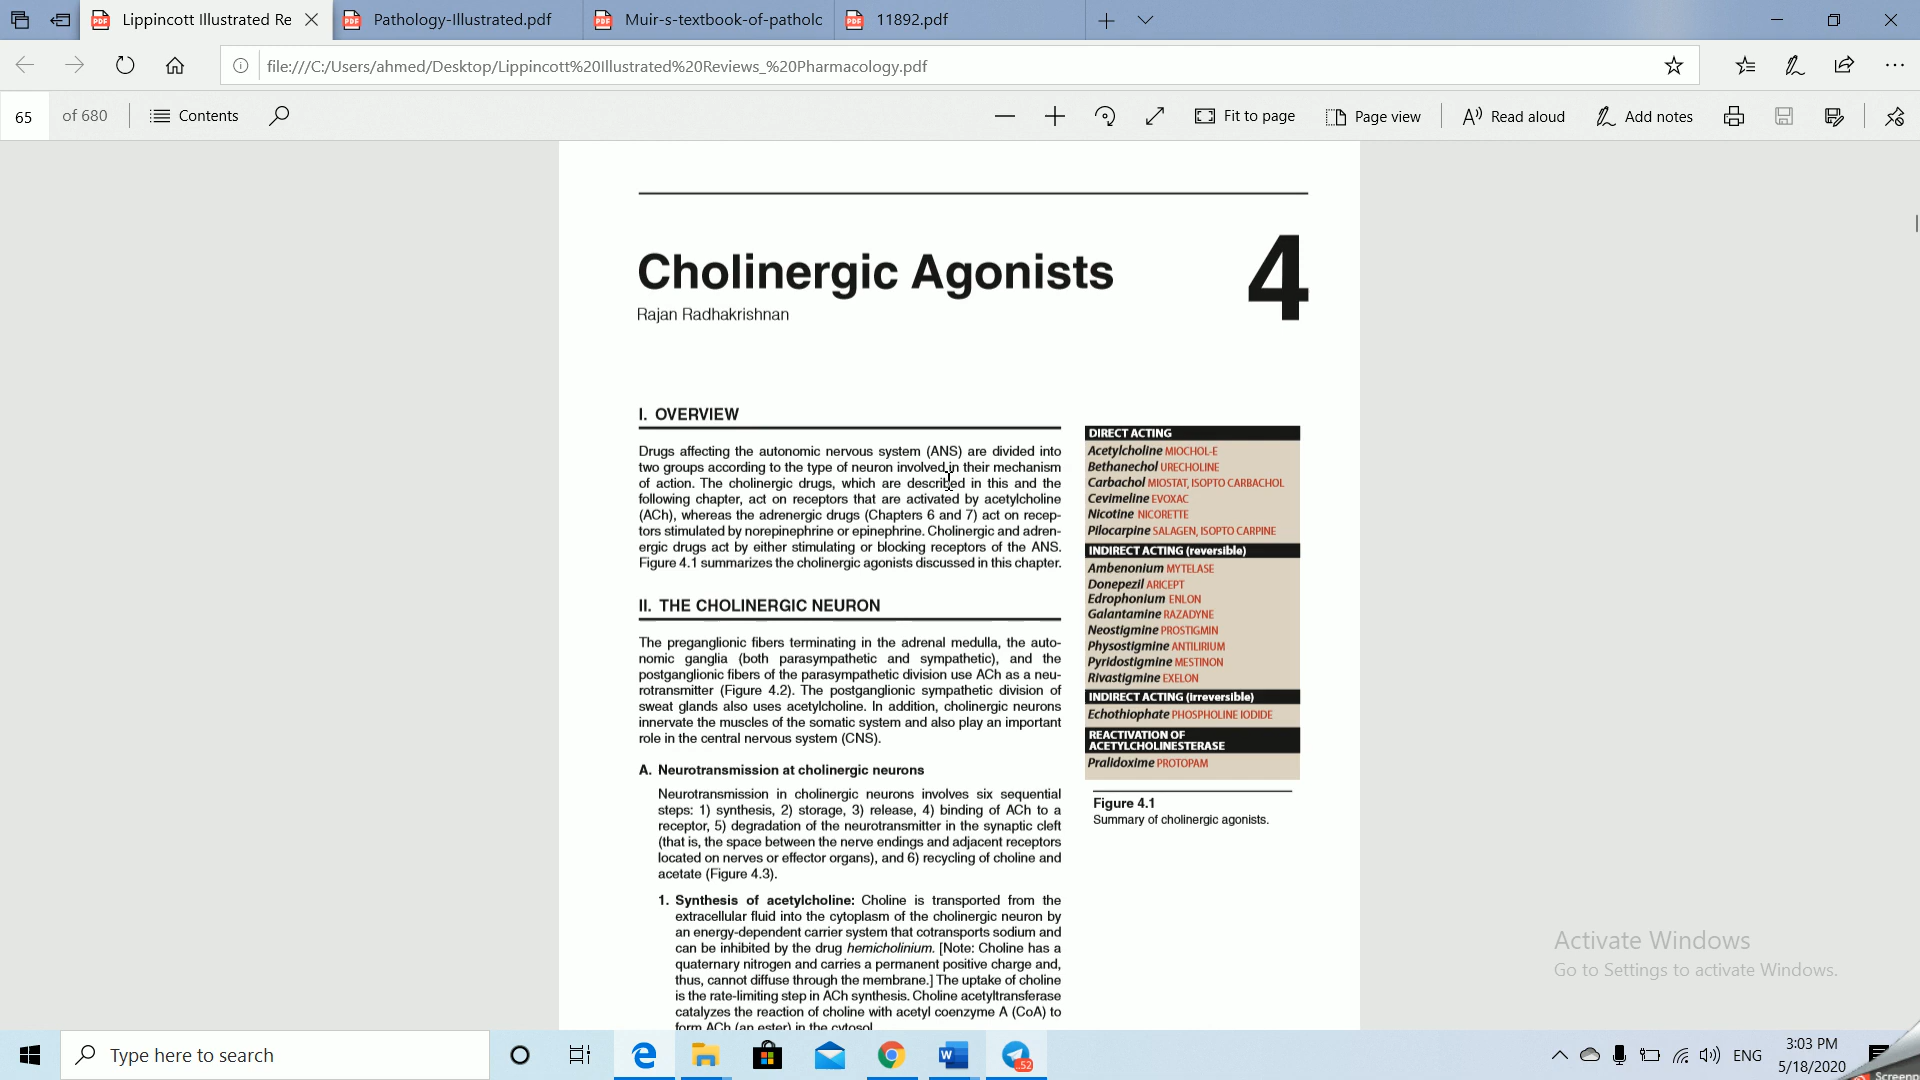 Lippincott Illustrated Re
Pathology-Illustrated.pdf
Muir-s-textbook-of-patholc
11892.pdf
file:///C:/Users/ahmed/Desktop/Lippincott%20Illustrated%20Reviews_%20Pharmacology.pdf
65 of 680
Contents
Fit to page
Page view
Read aloud
Add notes
Cholinergic Agonists
4
Rajan Radhakrishnan
I. OVERVIEW
Drugs affecting the autonomic nervous system (ANS) are divided into
two groups according to the type of neuron involved in their mechanism
of action. The cholinergic drugs, which are described in this and the
following chapter, act on receptors that are activated by acetylcholine
(ACh), whereas the adrenergic drugs (Chapters 6 and 7) act on recep-
tors stimulated by norepinephrine or epinephrine. Cholinergic and adren-
ergic drugs act by either stimulating or blocking receptors of the ANS.
Figure 4.1 summarizes the cholinergic agonists discussed in this chapter.
II. THE CHOLINERGIC NEURON
The preganglionic fibers terminating in the adrenal medulla, the auto-
nomic ganglia (both parasympathetic and sympathetic), and the
postganglionic fibers of the parasympathetic division use ACh as a neu-
rotransmitter (Figure 4.2). The postganglionic sympathetic division of
sweat glands also uses acetylcholine. In addition, cholinergic neurons
innervate the muscles of the somatic system and also play an important
role in the central nervous system (CNS).
A. Neurotransmission at cholinergic neurons
Neurotransmission in cholinergic neurons involves six sequential
steps: 1) synthesis, 2) storage, 3) release, 4) binding of ACh to a
receptor, 5) degradation of the neurotransmitter in the synaptic cleft
(that is, the space between the nerve endings and adjacent receptors
located on nerves or effector organs), and 6) recycling of choline and
acetate (Figure 4.3).
1. Synthesis of acetylcholine: Choline is transported from the
extracellular fluid into the cytoplasm of the cholinergic neuron by
an energy-dependent carrier system that cotransports sodium and
can be inhibited by the drug hemicholinium. [Note: Choline has a
quaternary nitrogen and carries a permanent positive charge and,
thus, cannot diffuse through the membrane.] The uptake of choline
is the rate-limiting step in ACh synthesis. Choline acetyltransferase
catalyzes the reaction of choline with acetyl coenzyme A (CoA) to
form ACh (an ester) in the cytosol
DIRECT ACTING
Acetylcholine MIOCHOL-E
Bethanechol URECHOLINE
Carbachol MIOSTAT, ISOPTO CARBACHOL
Cevimeline EVOXAC
Nicotine NICORETTE
Pilocarpine SALAGEN, ISOPTO CARPINE
INDIRECT ACTING (reversible)
Ambenonium MYTELASE
Donepezil ARICEPT
Edrophonium ENLON
Galantamine RAZADYNE
Neostigmine PROSTIGMIN
Physostigmine ANTILIRIUM
Pyridostigmine MESTINON
Rivastigmine EXELON
INDIRECT ACTING (irreversible)
Echothiophate PHOSPHOLINE IODIDE
REACTIVATION OF
ACETYLCHOLINESTERASE
Pralidoxime PROTOPAM
Figure 4.1
Summary of cholinergic agonists.
Activate Windows
Go to Settings to activate Windows.
Type here to search
..52
ENG
3:03 PM
5/18/2020